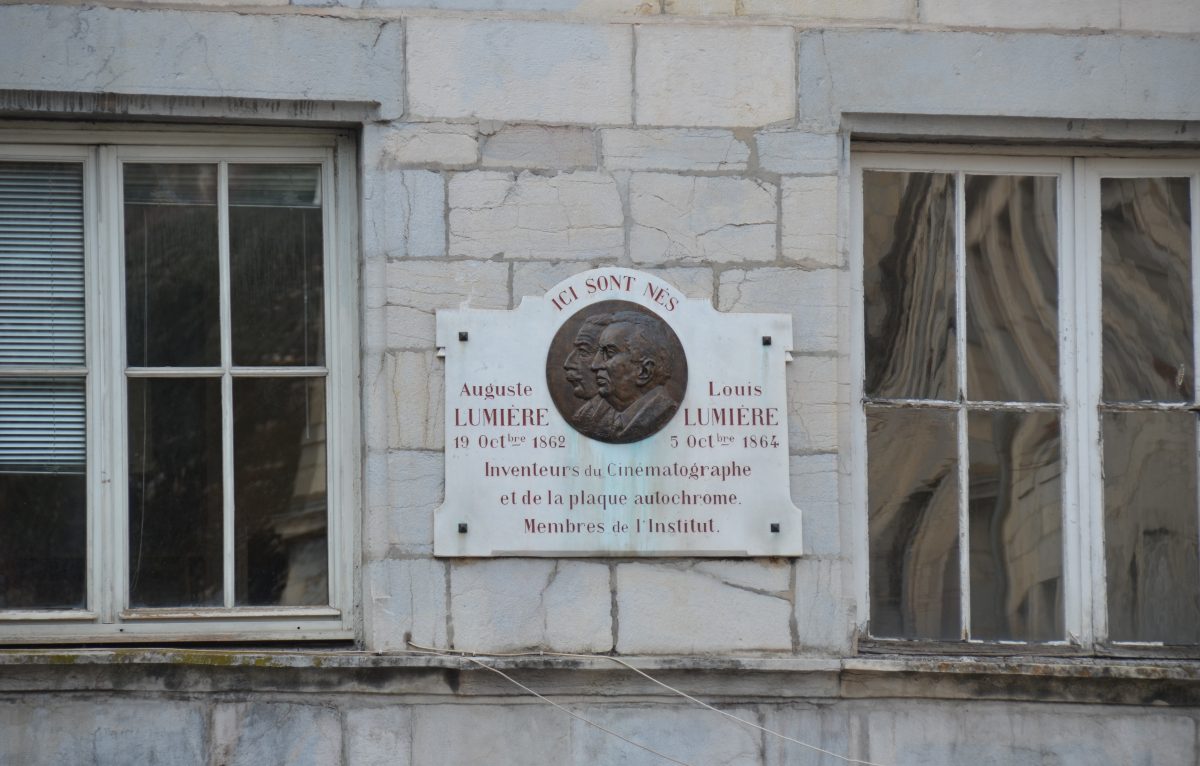 ICI SONT NÉS
Auguste
LUMIÈRE
19 Octbre 1862
Louis
LUMIÈRE
5 Octbre 1864
Inventeurs du Cinématographe
et de la plaque autochrome.
Membres de l'Institut.